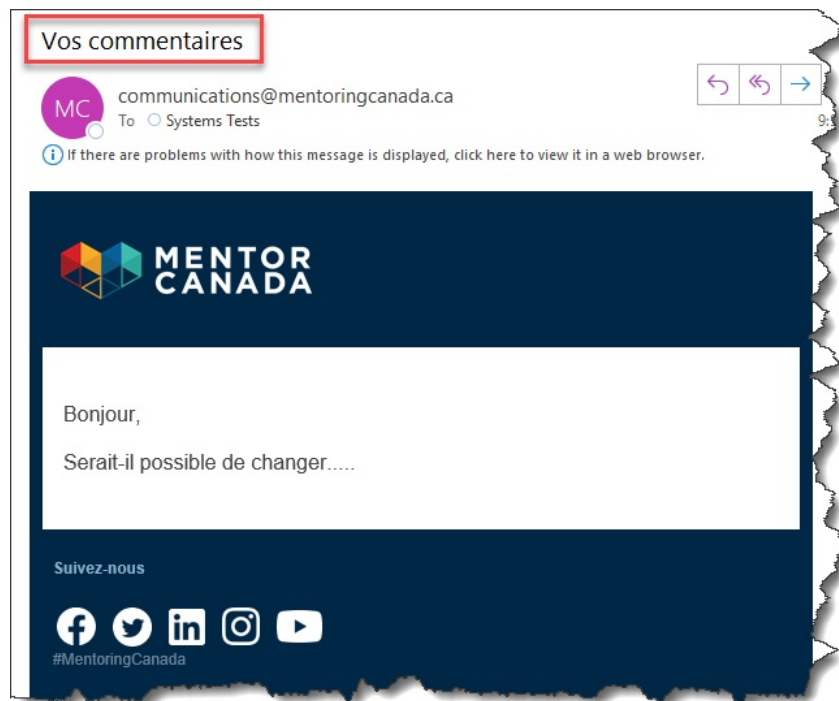 Vos commentaires
MC
communications@mentoringcanada.ca
To Systems Tests
If there are problems with how this message is displayed, click here to view it in a web browser.
MENTOR
CANADA
Bonjour,
Serait-il possible de changer.....
Suivez-nous
#MentoringCanada